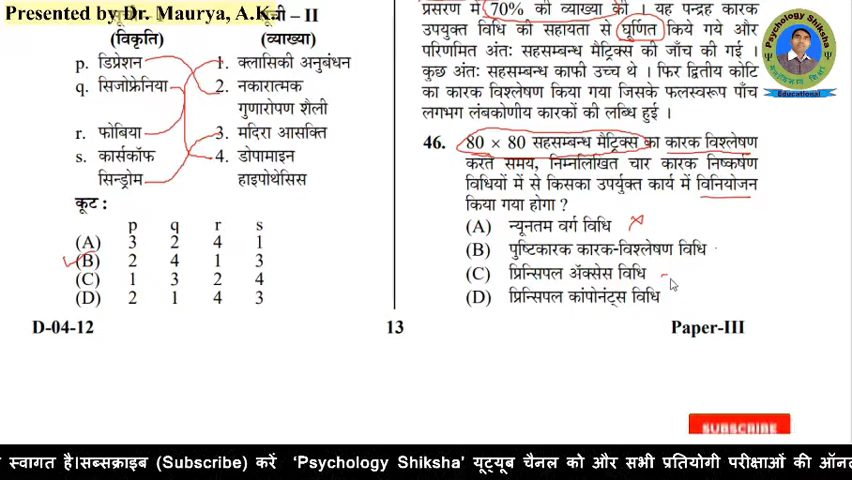 Presented by Dr. Maurya, A.K.
सूची – II
(विकृति) (व्याख्या)
p. डिप्रेशन 1. क्लासिकी अनुबंधन
q. सिजोफ्रेनिया 2. नकारात्मक
गुणारोपण शैली
r. फोबिया 3. मदिरा आसक्ति
s. कार्सकॉफ 4. डोपामाइन
सिन्ड्रोम हाइपोथेसिस
कूट :
p q r s
(A) 3 2 4 1
(B) 2 4 1 3
(C) 1 3 2 4
(D) 2 1 4 3
D-04-12
प्रसरण में 70% की व्याख्या की । यह पन्द्रह कारक
उपयुक्त विधि की सहायता से घूर्णित किये गये और
परिणमित अंतः सहसम्बन्ध मैट्रिक्स की जाँच की गई ।
कुछ अंतः सहसम्बन्ध काफी उच्च थे । फिर द्वितीय कोटि
का कारक विश्लेषण किया गया जिसके फलस्वरूप पाँच
लगभग लंबकोणीय कारकों की लब्धि हुई ।
46. 80 × 80 सहसम्बन्ध मैट्रिक्स का कारक विश्लेषण
करते समय, निम्नलिखित चार कारक निष्कर्षण
विधियों में से किसका उपर्युक्त कार्य में विनियोजन
किया गया होगा ?
(A) न्यूनतम वर्ग विधि
(B) पुष्टिकारक कारक-विश्लेषण विधि
(C) प्रिन्सिपल ॲक्सेस विधि
(D) प्रिन्सिपल कांपोनंट्स विधि
13
Paper-III
Psychology Shiksha
Educational
SUBSCRIBE
स्वागत है।सब्सक्राइब (Subscribe) करें 'Psychology Shiksha' यूट्यूब चैनल को और सभी प्रतियोगी परीक्षाओं की